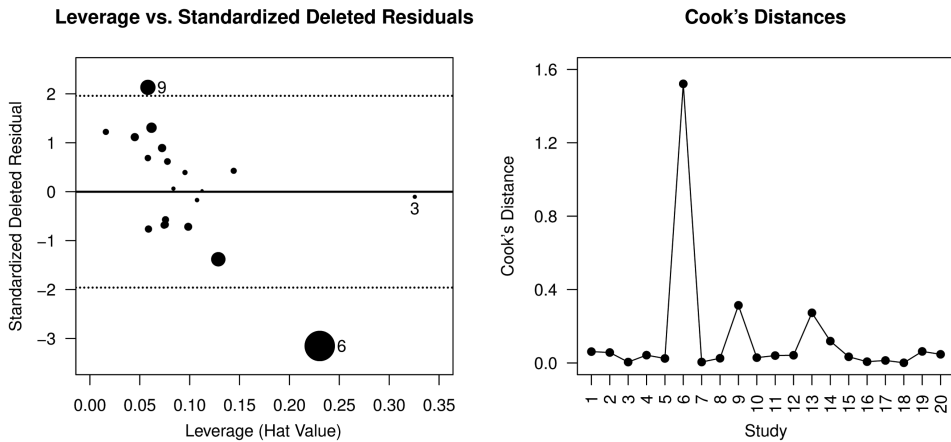 Leverage vs. Standardized Deleted Residuals
Standardized Deleted Residual
2
1
0
−1
−2
−3
9
3
6
0.00 0.05 0.10 0.15 0.20 0.25 0.30 0.35
Leverage (Hat Value)
Cook's Distances
Cook's Distance
1.6
1.2
0.8
0.4
0.0
1 2 3 4 5 6 7 8 9 10 11 12 13 14 15 16 17 18 19 20
Study